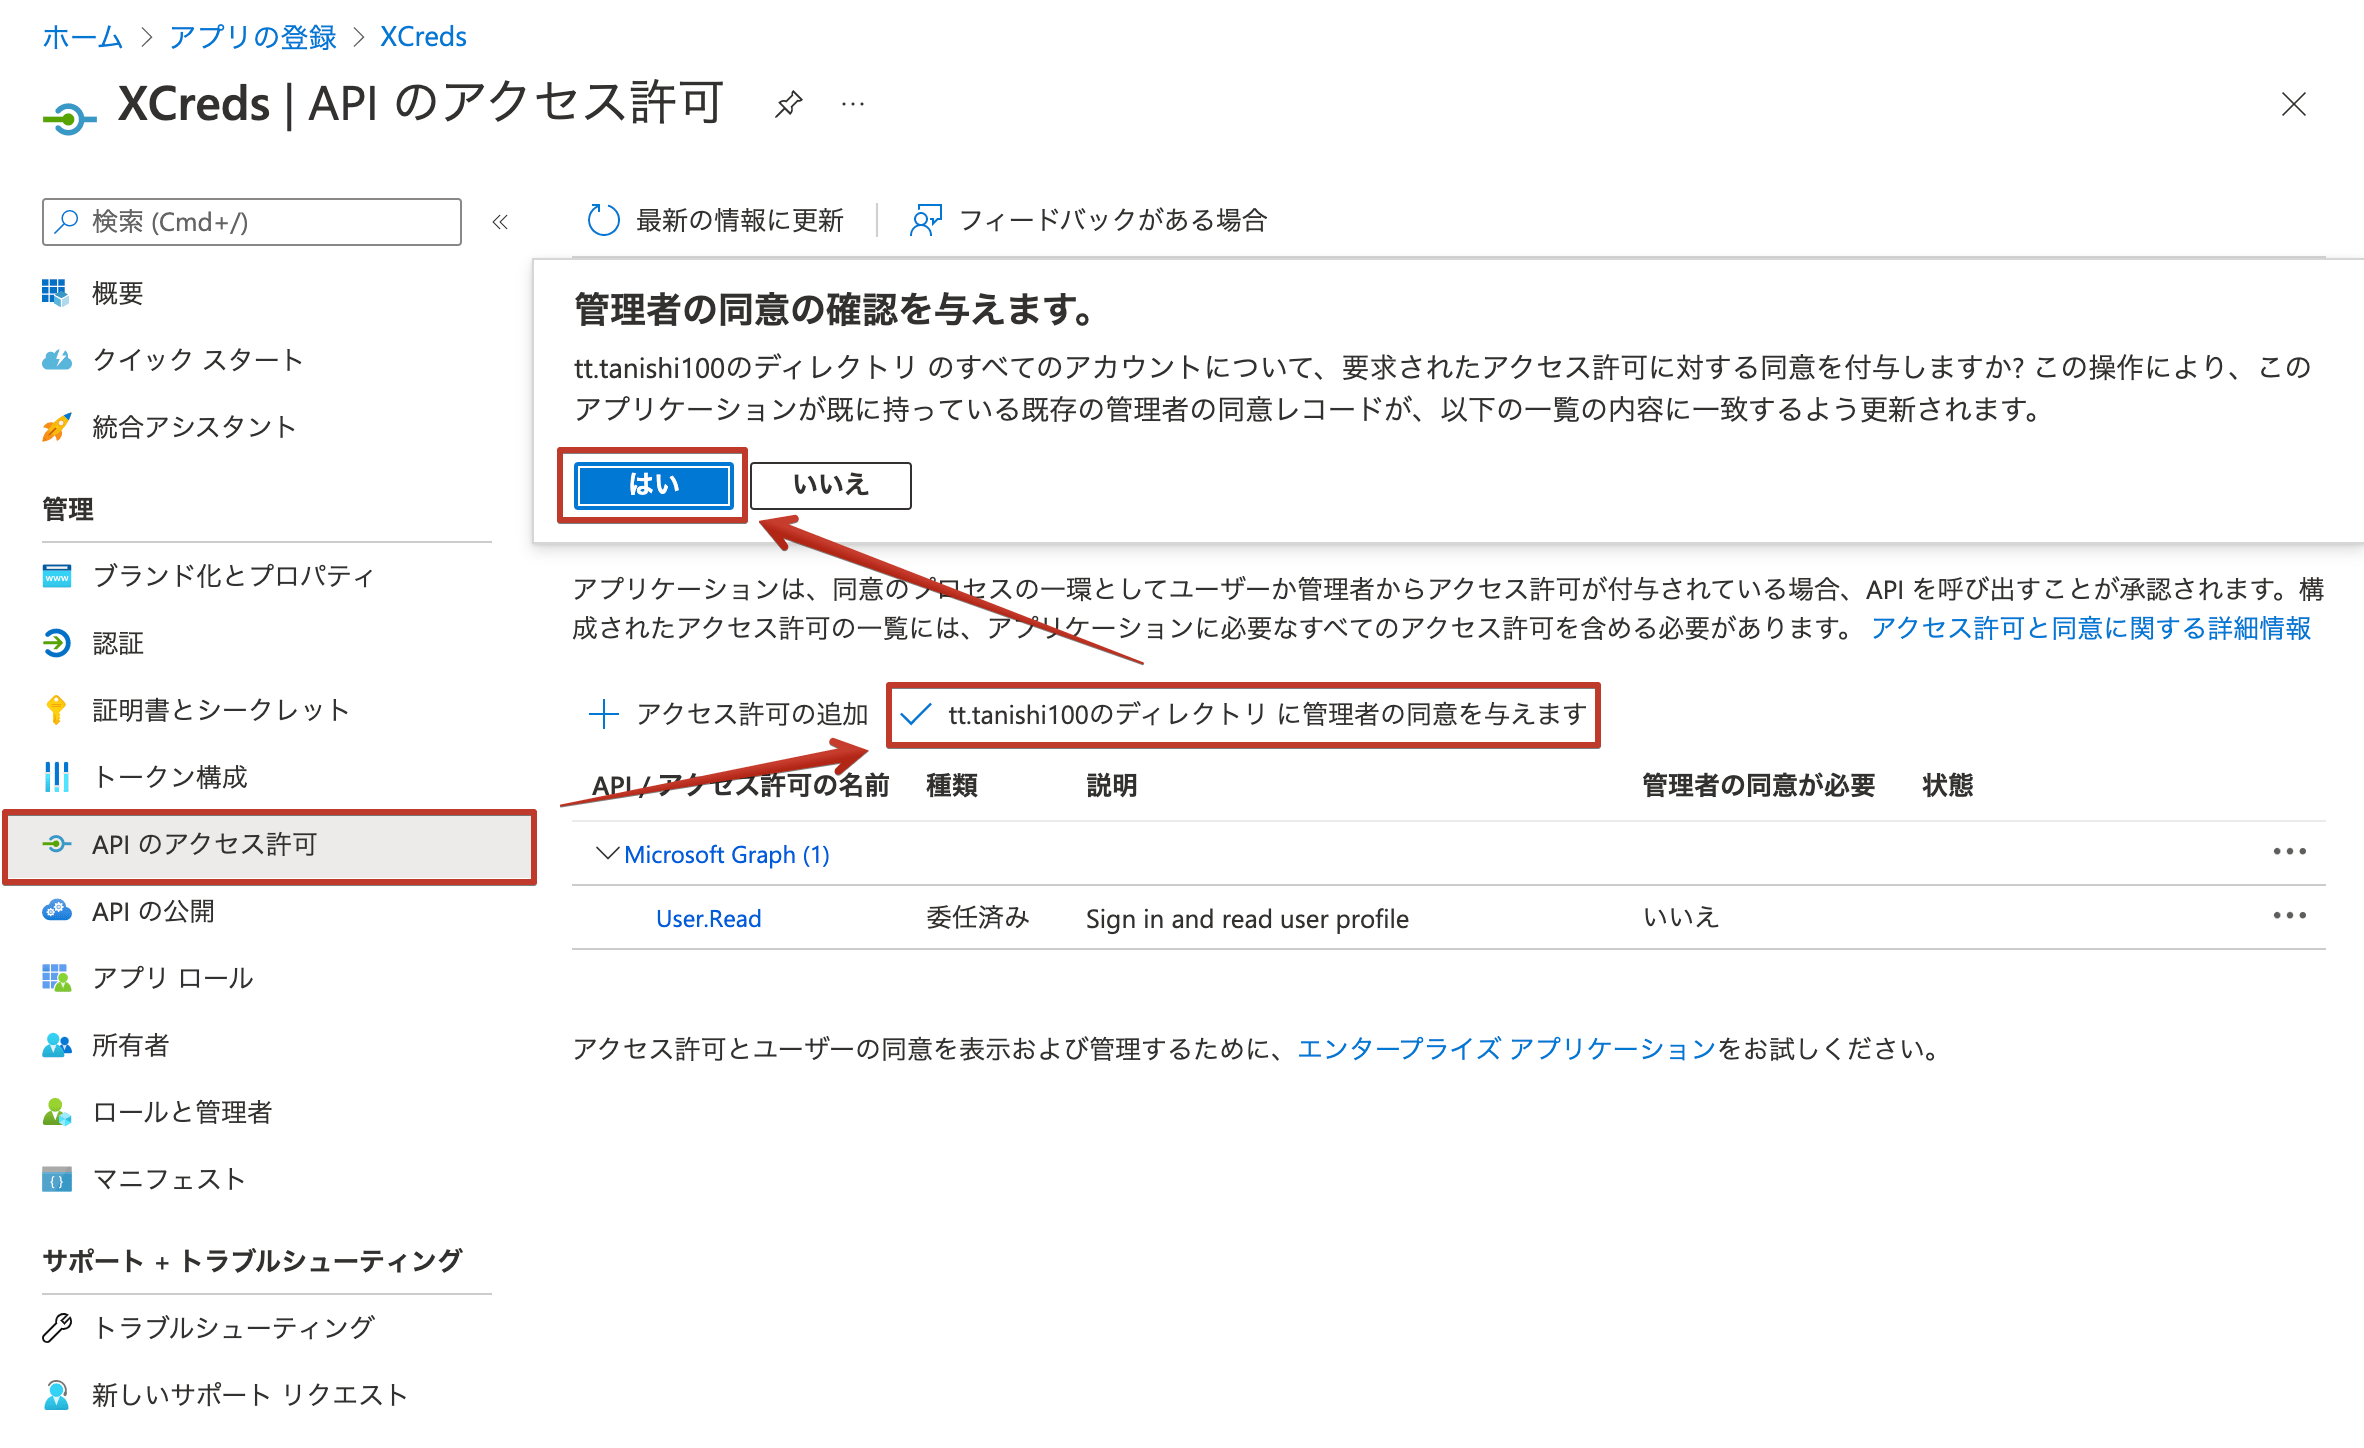 ホーム > アプリの登録 > XCreds
XCreds | API のアクセス許可
検索 (Cmd+/)
概要
クイック スタート
統合アシスタント
管理
ブランド化とプロパティ
認証
証明書とシークレット
トークン構成
API のアクセス許可
API の公開
アプリ ロール
所有者
ロールと管理者
マニフェスト
サポート + トラブルシューティング
トラブルシューティング
新しいサポート リクエスト
最新の情報に更新
フィードバックがある場合
管理者の同意の確認を与えます。
tt.tanishi100のディレクトリ のすべてのアカウントについて、要求されたアクセス許可に対する同意を付与しますか? この操作により、この
アプリケーションが既に持っている既存の管理者の同意レコードが、以下の一覧の内容に一致するよう更新されます。
はい いいえ
アプリケーションは、同意のプロセスの一環としてユーザーか管理者からアクセス許可が付与されている場合、API を呼び出すことが承認されます。構
成されたアクセス許可の一覧には、アプリケーションに必要なすべてのアクセス許可を含める必要があります。 アクセス許可と同意に関する詳細情報
アクセス許可の追加 tt.tanishi100のディレクトリ に管理者の同意を与えます
API / アクセス許可の名前 種類 説明 管理者の同意が必要 状態
Microsoft Graph (1)
User.Read 委任済み Sign in and read user profile いいえ
アクセス許可とユーザーの同意を表示および管理するために、エンタープライズ アプリケーションをお試しください。